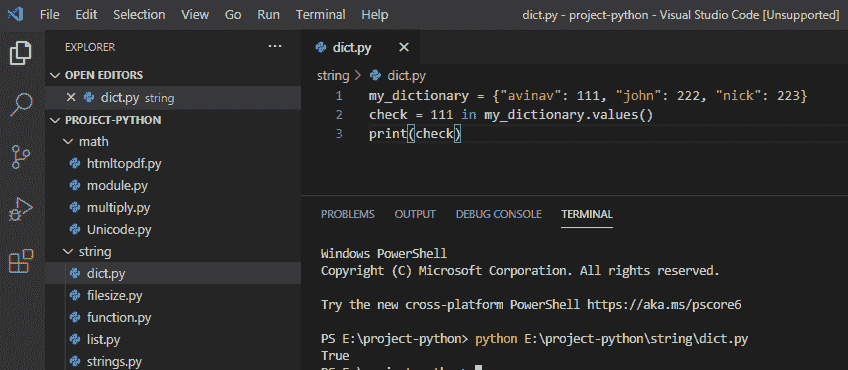 File Edit Selection View Go Run Terminal Help dict.py - project-python - Visual Studio Code [Unsupported]
EXPLORER ...
OPEN EDITORS
dict.py string
PROJECT-PYTHON
math
htmltopdf.py
module.py
multiply.py
Unicode.py
string
dict.py
filesize.py
function.py
list.py
strings.py
dict.py
string > dict.py
1 my_dictionary = {"avinav": 111, "john": 222, "nick": 223}
2 check = 111 in my_dictionary.values()
3 print(check)
PROBLEMS OUTPUT DEBUG CONSOLE TERMINAL
Windows PowerShell
Copyright (C) Microsoft Corporation. All rights reserved.
Try the new cross-platform PowerShell https://aka.ms/pscore6
PS E:\project-python> python E:\project-python\string\dict.py
True
PS E:\project-python>